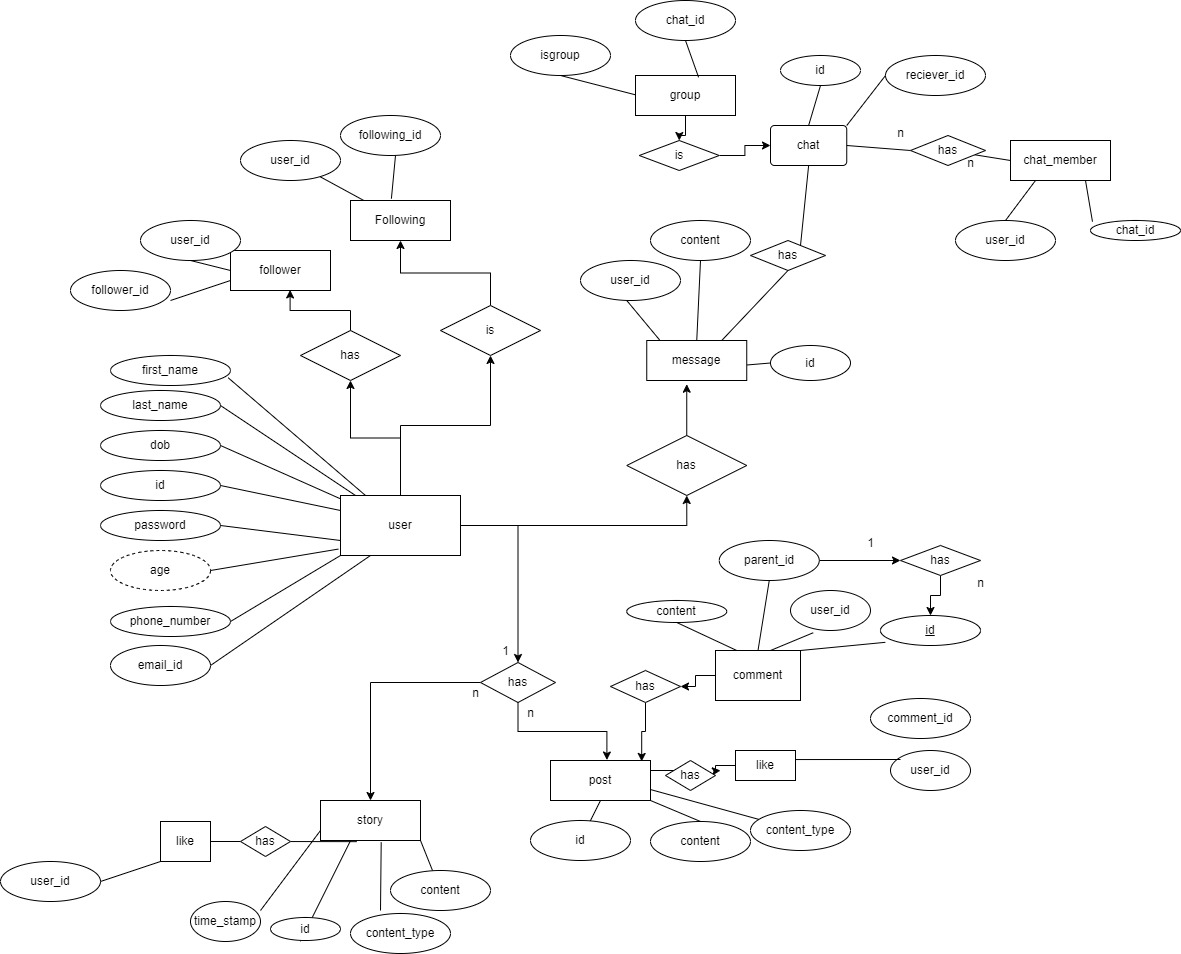 chat_id
isgroup
group
id
reciever_id
is
chat
n
has
n
chat_member
user_id
chat_id
following_id
user_id
Following
user_id
follower
follower_id
has
is
content
user_id
has
message
id
first_name
last_name
dob
id
password
age
phone_number
email_id
user
has
parent_id
1
has
n
content
user_id
id
comment
has
1
has
n
n
comment_id
user_id
like
has
post
id
content
content_type
story
like
has
user_id
time_stamp
id
content_type
content